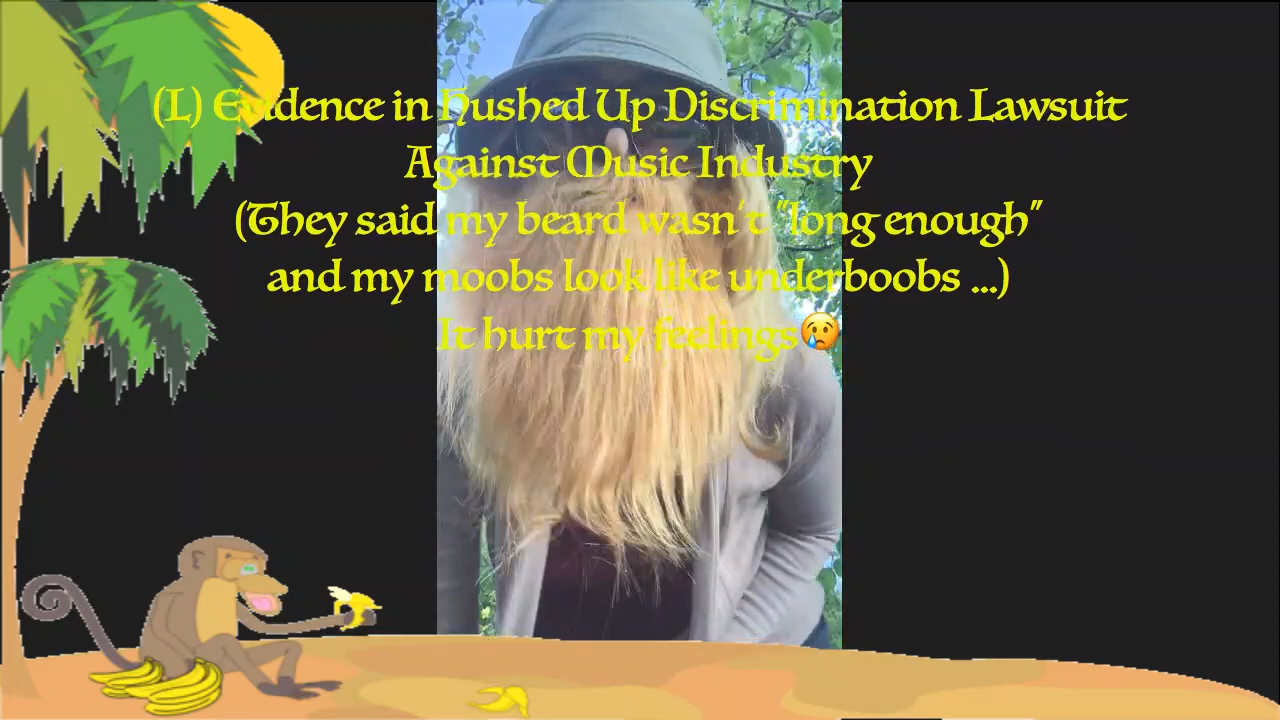 (L) Evidence in Hushed Up Discrimination Lawsuit
Against Music Industry
(They said my beard wasn't "long enough"
and my moobs look like underboobs ...)
It hurt my feelings😢